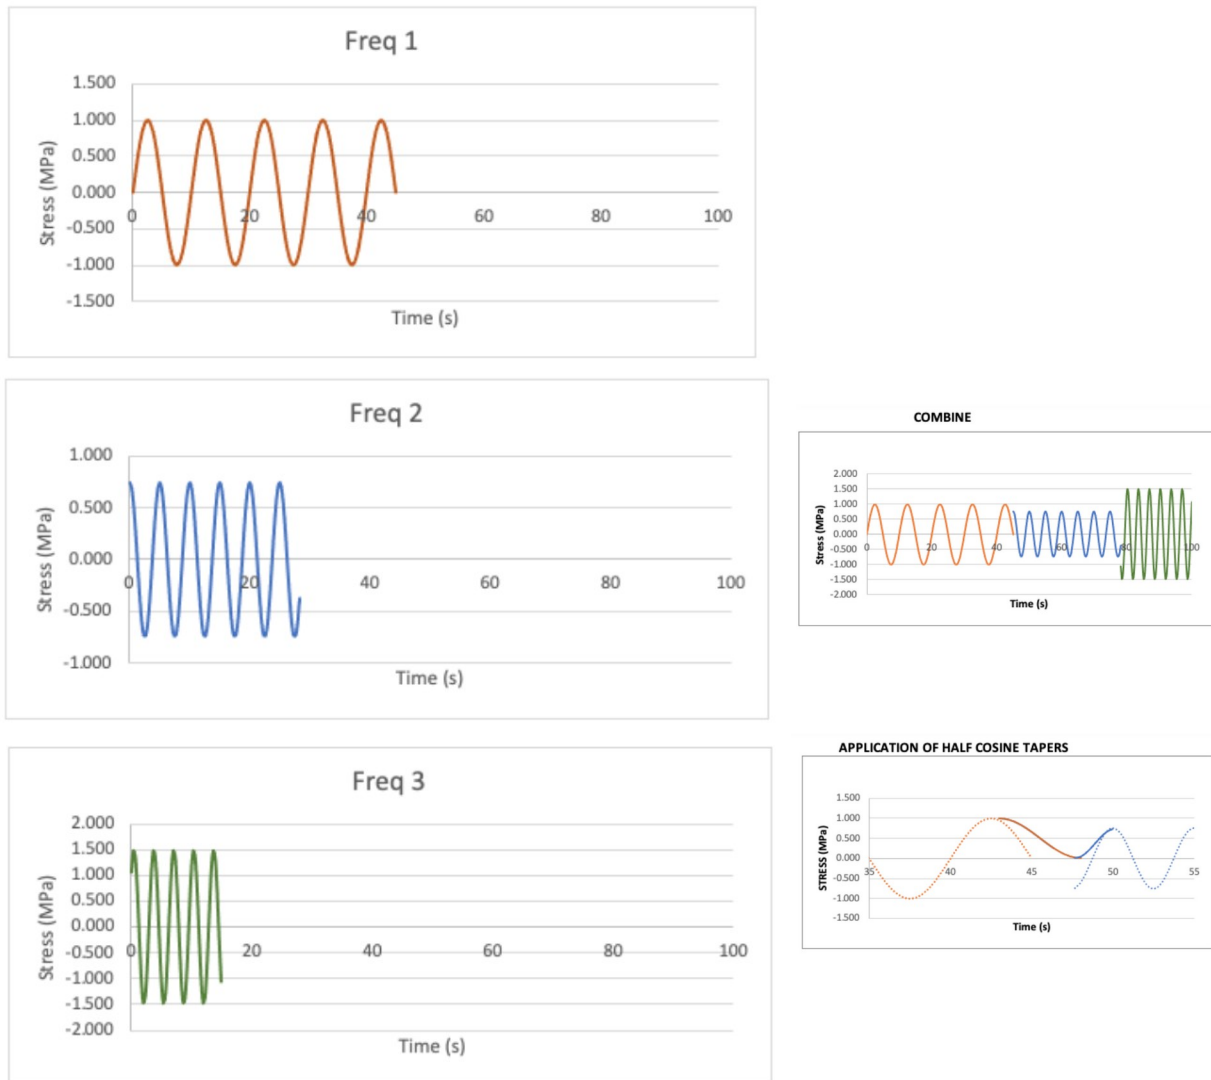 Freq 1
1.500
1.000
0.500
0.000
-0.500
-1.000
-1.500
0 20 40 60 80 100
Stress (MPa)
Time (s)
Freq 2
1.000
0.500
0.000
-0.500
-1.000
0 20 40 60 80 100
Stress (MPa)
Time (s)
COMBINE
2.000
1.500
1.000
0.500
0.000
-0.500
-1.000
-1.500
-2.000
0 20 40 60 80 100
Stress (MPa)
Time (s)
Freq 3
2.000
1.500
1.000
0.500
0.000
-0.500
-1.000
-1.500
-2.000
0 20 40 60 80 100
Stress (MPa)
Time (s)
APPLICATION OF HALF COSINE TAPERS
1.500
1.000
0.500
0.000
-0.500
-1.000
-1.500
35 40 45 50 55
STRESS (MPa)
Time (s)